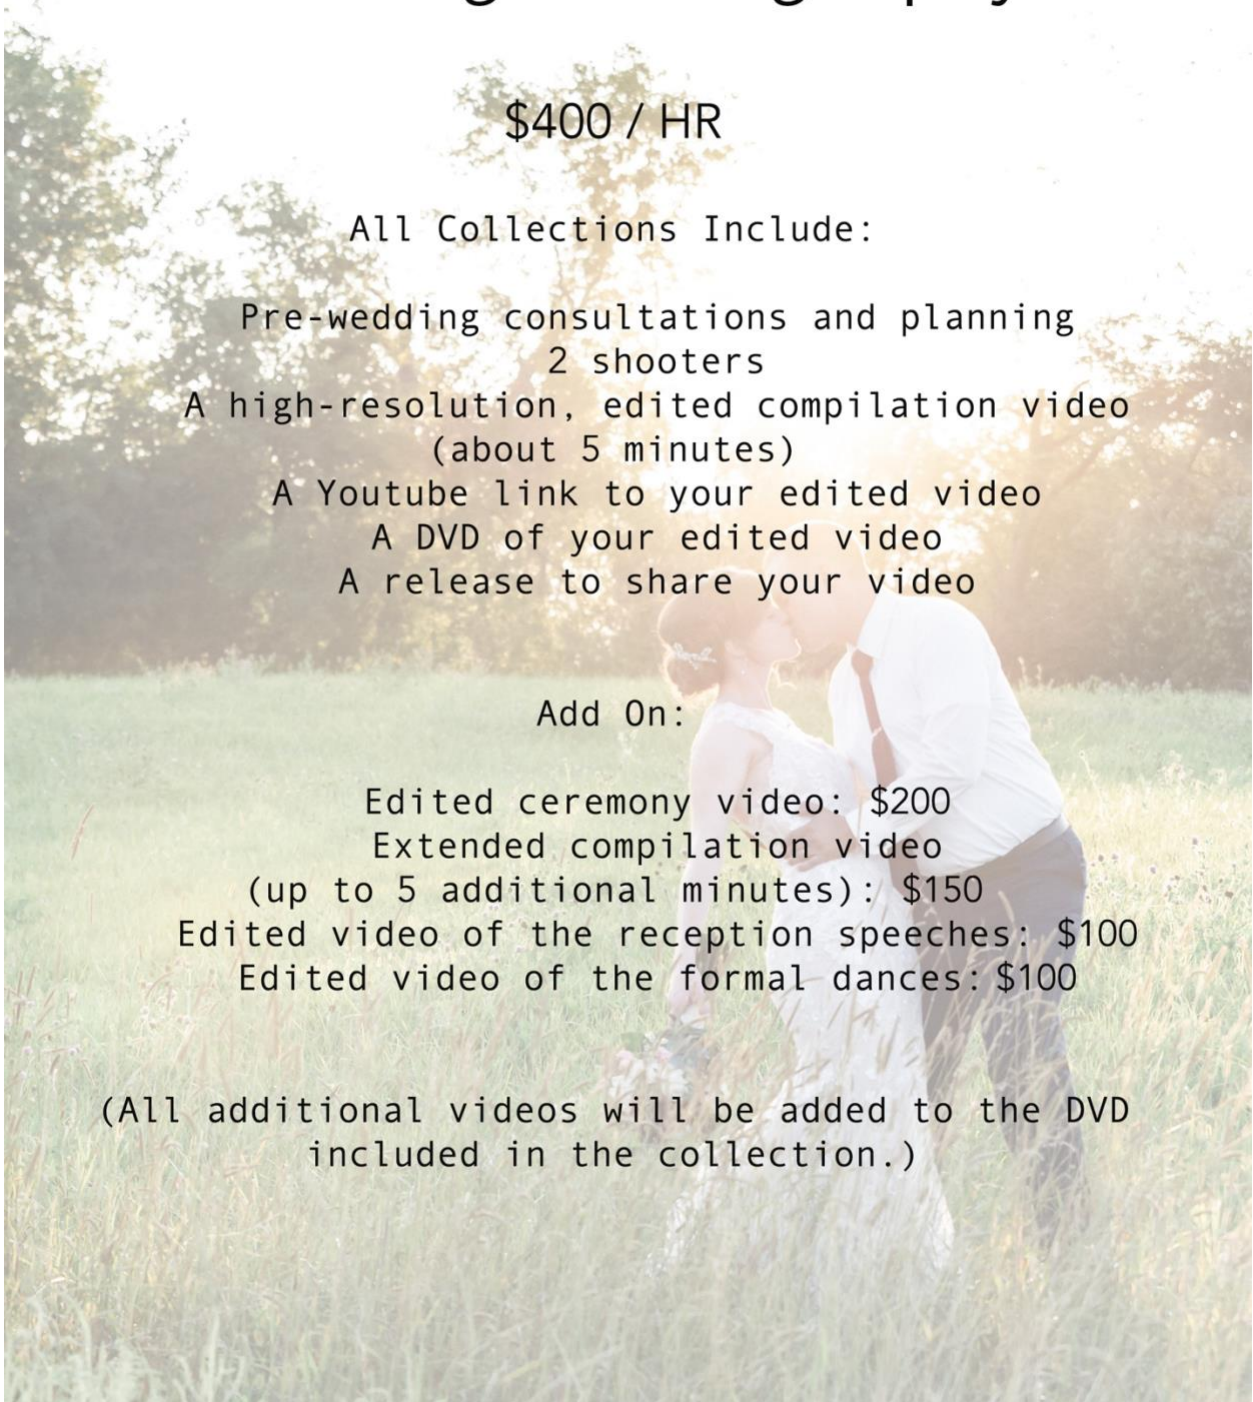 $400 / HR
All Collections Include:
Pre-wedding consultations and planning
2 shooters
A high-resolution, edited compilation video
(about 5 minutes)
A Youtube link to your edited video
A DVD of your edited video
A release to share your video
Add On:
Edited ceremony video: $200
Extended compilation video
(up to 5 additional minutes): $150
Edited video of the reception speeches: $100
Edited video of the formal dances: $100
(All additional videos will be added to the DVD
included in the collection.)